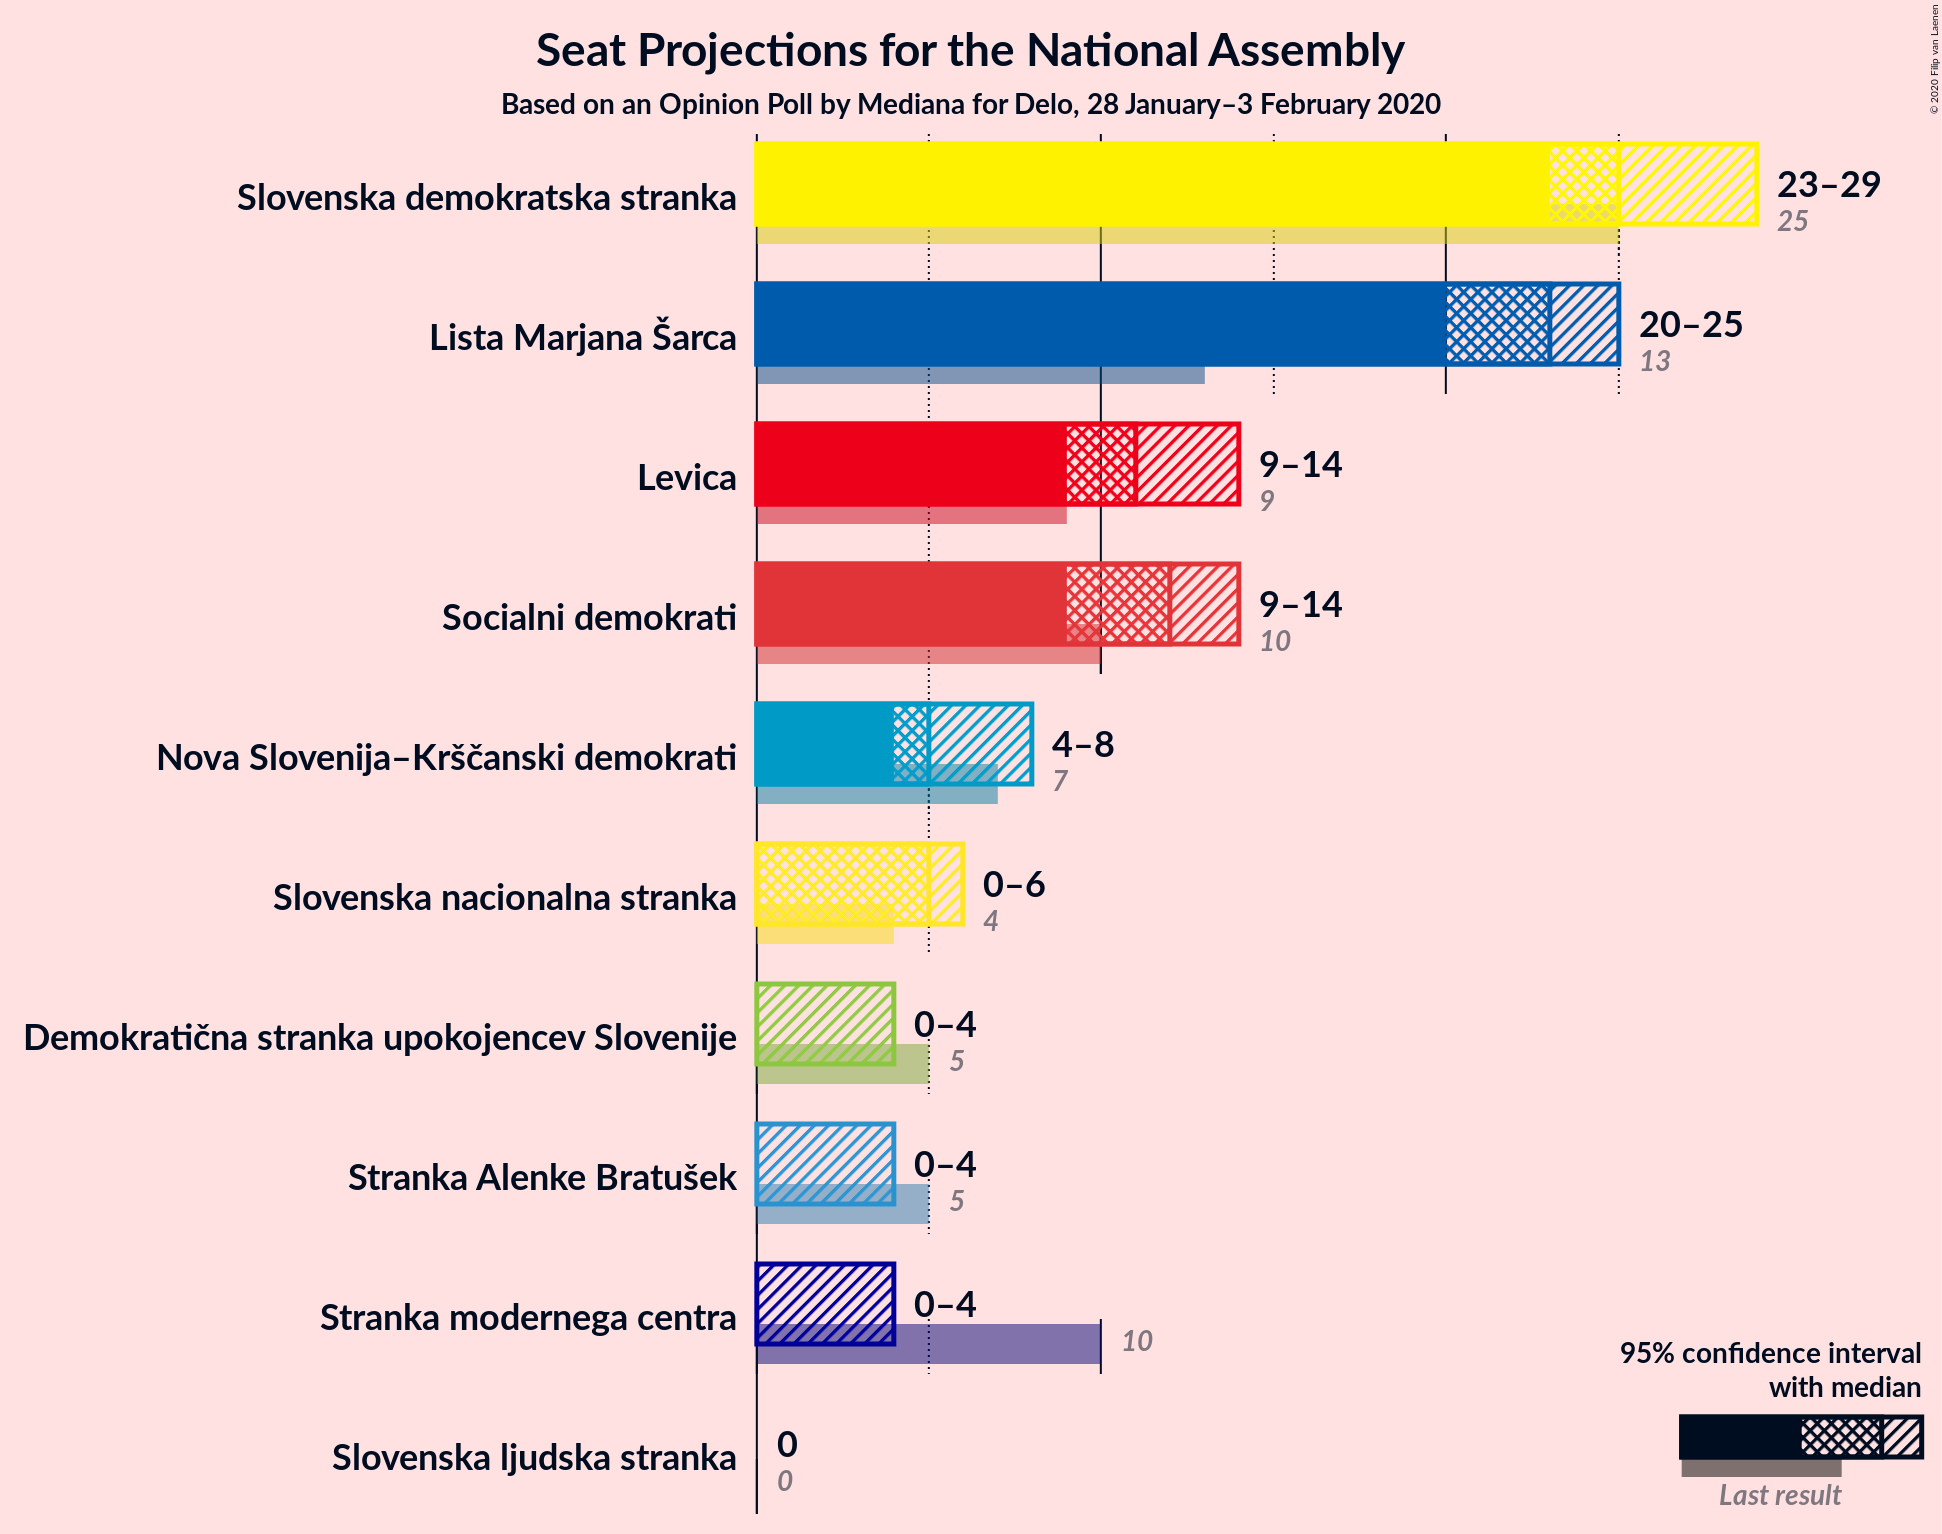 Seat Projections for the National Assembly
Based on an Opinion Poll by Mediana for Delo, 28 January–3 February 2020
© 2020 Filip van Laenen
Slovenska demokratska stranka
23–29
25
Lista Marjana Šarca
20–25
13
Levica
9–14
9
Socialni demokrati
9–14
10
Nova Slovenija–Krščanski demokrati
4–8
7
Slovenska nacionalna stranka
0–6
4
Demokratična stranka upokojencev Slovenije
0–4
5
Stranka Alenke Bratušek
0–4
5
Stranka modernega centra
0–4
10
Slovenska ljudska stranka
0
0
95% confidence interval
with median
Last result